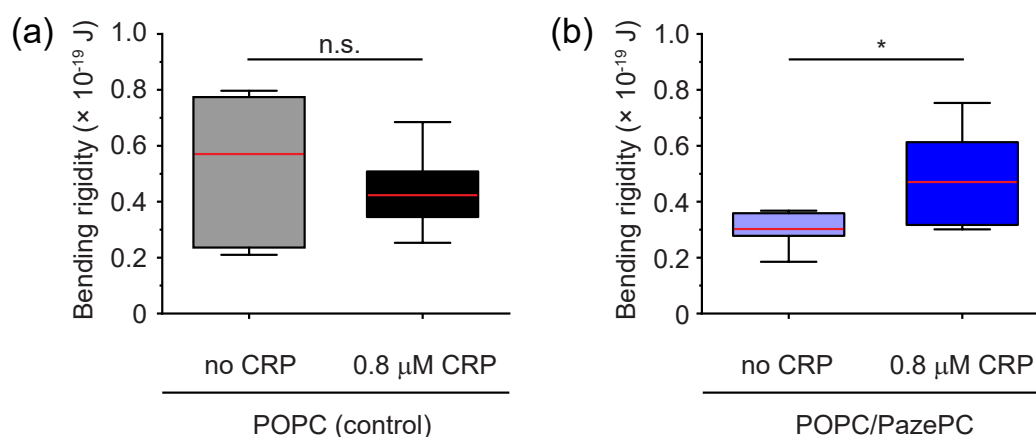 (a)
Bending rigidity (× 10⁻¹⁹ J)
1.0
0.8
0.6
0.4
0.2
0
n.s.
no CRP
0.8 μM CRP
POPC (control)
(b)
Bending rigidity (× 10⁻¹⁹ J)
1.0
0.8
0.6
0.4
0.2
0
*
no CRP
0.8 μM CRP
POPC/PazePC